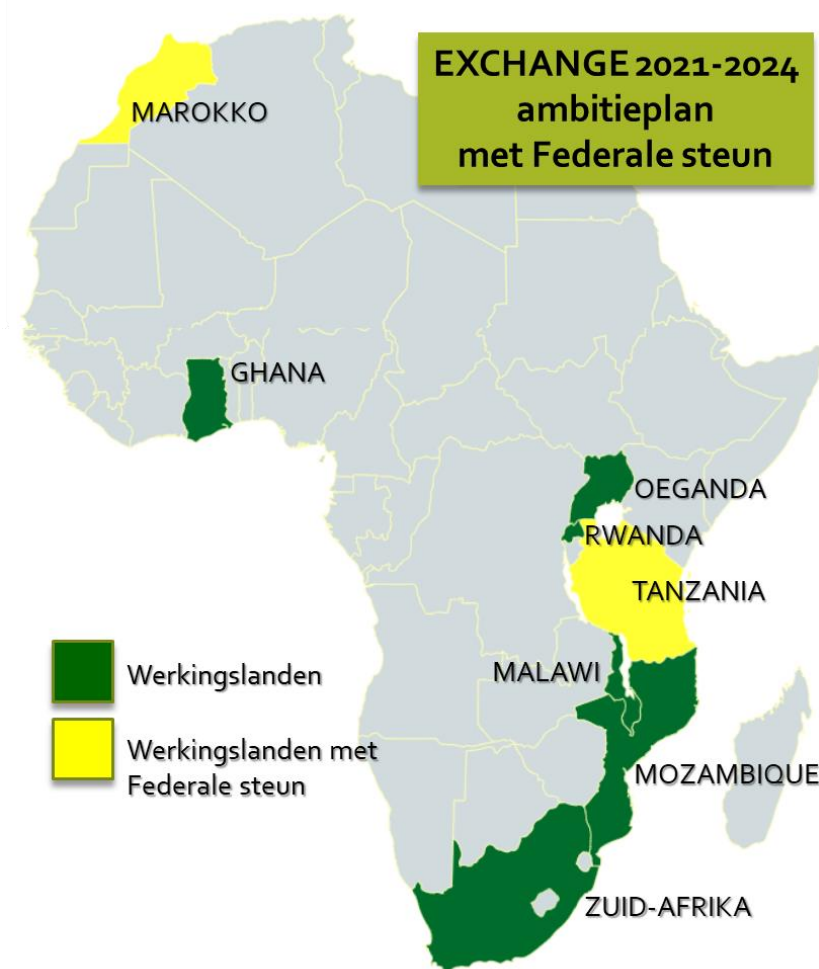 EXCHANGE 2021-2024
ambitieplan
met Federale steun
MAROKKO
GHANA
OEGANDA
RWANDA
TANZANIA
MALAWI
MOZAMBIQUE
ZUID-AFRIKA
Werkingslanden
Werkingslanden met
Federale steun